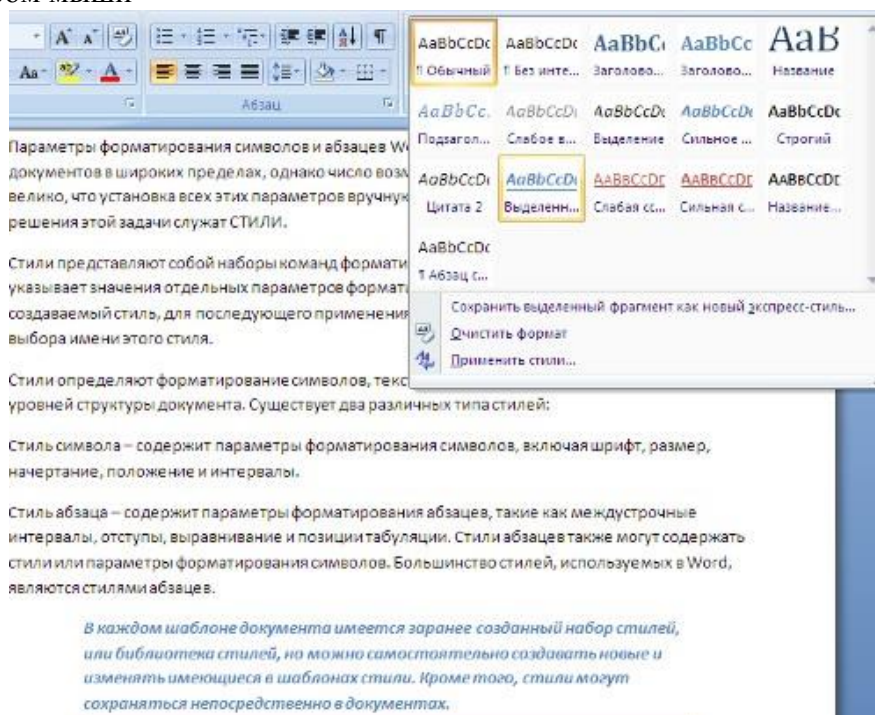 ом мыши
Аа
Абзац
AaBbCcDc AaBbCcDc AaBbC AaBbCc AaB
¶ Обычный ¶ Без инте... Заголово... Заголово... Название
AaBbCc. AaBbCcDi AaBbCcDi AaBbCcDi AaBbCcDc
Подзагол... Слабое в... Выделение Сильное ... Строгий
AaBbCcDi AaBbCcDi AaBbCcDc AaBbCcDc AaBbCcDc
Цитата 2 Выделенн... Слабая сс... Сильная с... Название...
AaBbCcDc
¶ Абзац с...
Сохранить выделенный фрагмент как новый экспресс-стиль...
Очистить формат
Применить стили...
Параметры форматирования символов и абзацев
документов в широких пределах, однако число
велико, что установка всех этих параметров
решения этой задачи служат СТИЛИ.
Стили представляют собой наборы команд
указывает значения отдельных параметров
создаваемый стиль, для последующего применения
выбора имени этого стиля.
Стили определяют форматирование символов,
уровней структуры документа. Существует два различных типа стилей:
Стиль символа – содержит параметры форматирования символов, включая шрифт, размер,
начертание, положение и интервалы.
Стиль абзаца – содержит параметры форматирования абзацев, такие как междустрочные
интервалы, отступы, выравнивание и позиции табуляции. Стили абзацев также могут содержать
стили или параметры форматирования символов. Большинство стилей, используемых в Word,
являются стилями абзацев.
В каждом шаблоне документа имеется заранее созданный набор стилей,
или библиотека стилей, но можно самостоятельно создавать новые и
изменять имеющиеся в шаблонах стили. Кроме того, стили могут
сохраняться непосредственно в документах.